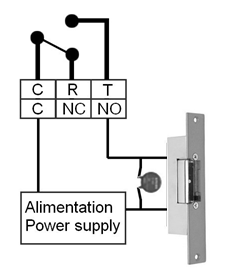 C R T
C NC NO
Alimentation
Power supply